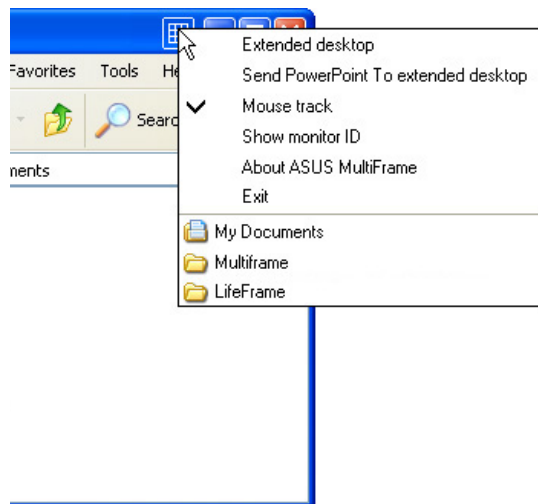 Extended desktop
Favorites Tools He
Send PowerPoint To extended desktop
Mouse track
Searc
Show monitor ID
ments
About ASUS MultiFrame
Exit
My Documents
Multiframe
LifeFrame